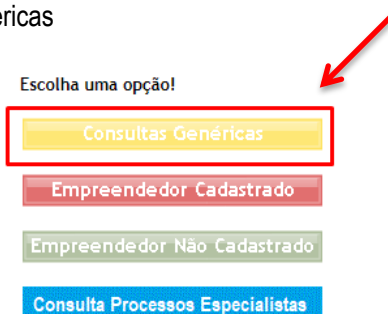 éricas
Escolha uma opção!
Consultas Genéricas
Empreendedor Cadastrado
Empreendedor Não Cadastrado
Consulta Processos Especialistas